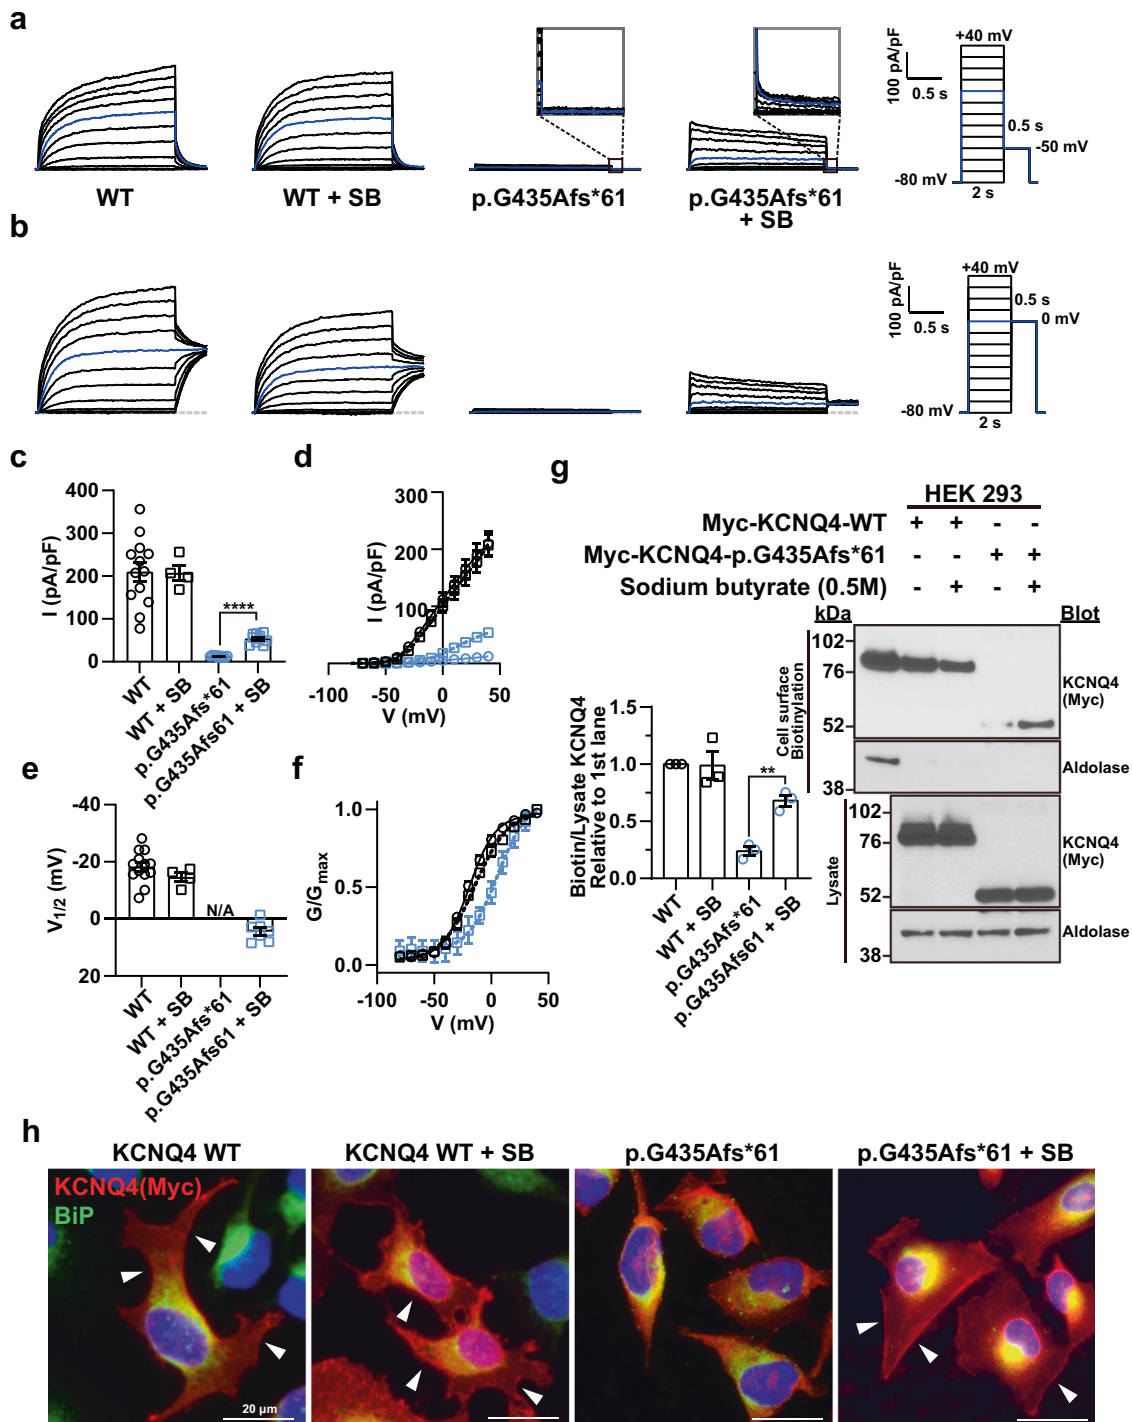 a
WT
WT + SB
p.G435Afs*61
p.G435Afs*61
+ SB
100 pA/pF
0.5 s
+40 mV
0.5 s
-50 mV
-80 mV
2 s
b
100 pA/pF
0.5 s
+40 mV
0.5 s
0 mV
-80 mV
2 s
c
I (pA/pF)
400
300
200
100
0
****
WT
WT + SB
p.G435Afs*61
p.G435Afs61 + SB
d
I (pA/pF)
300
200
100
-100
-50
0
50
V (mV)
e
V1/2 (mV)
-40
-20
0
20
N/A
WT
WT + SB
p.G435Afs*61
p.G435Afs61 + SB
f
G/Gmax
1.0
0.5
0.0
-100
-50
0
50
V (mV)
g
HEK 293
Myc-KCNQ4-WT + + - -
Myc-KCNQ4-p.G435Afs*61 - - + +
Sodium butyrate (0.5M) - + - +
kDa
Blot
Cell surface
Biotinylation
102
76
52
KCNQ4
(Myc)
38
Aldolase
Lysate
102
76
52
KCNQ4
(Myc)
38
Aldolase
Biotin/Lysate KCNQ4
Relative to 1st lane
1.5
1.0
0.5
0.0
**
WT
WT + SB
p.G435Afs*61
p.G435Afs61 + SB
h
KCNQ4 WT
KCNQ4 WT + SB
p.G435Afs*61
p.G435Afs*61 + SB
KCNQ4(Myc)
BiP
20 µm